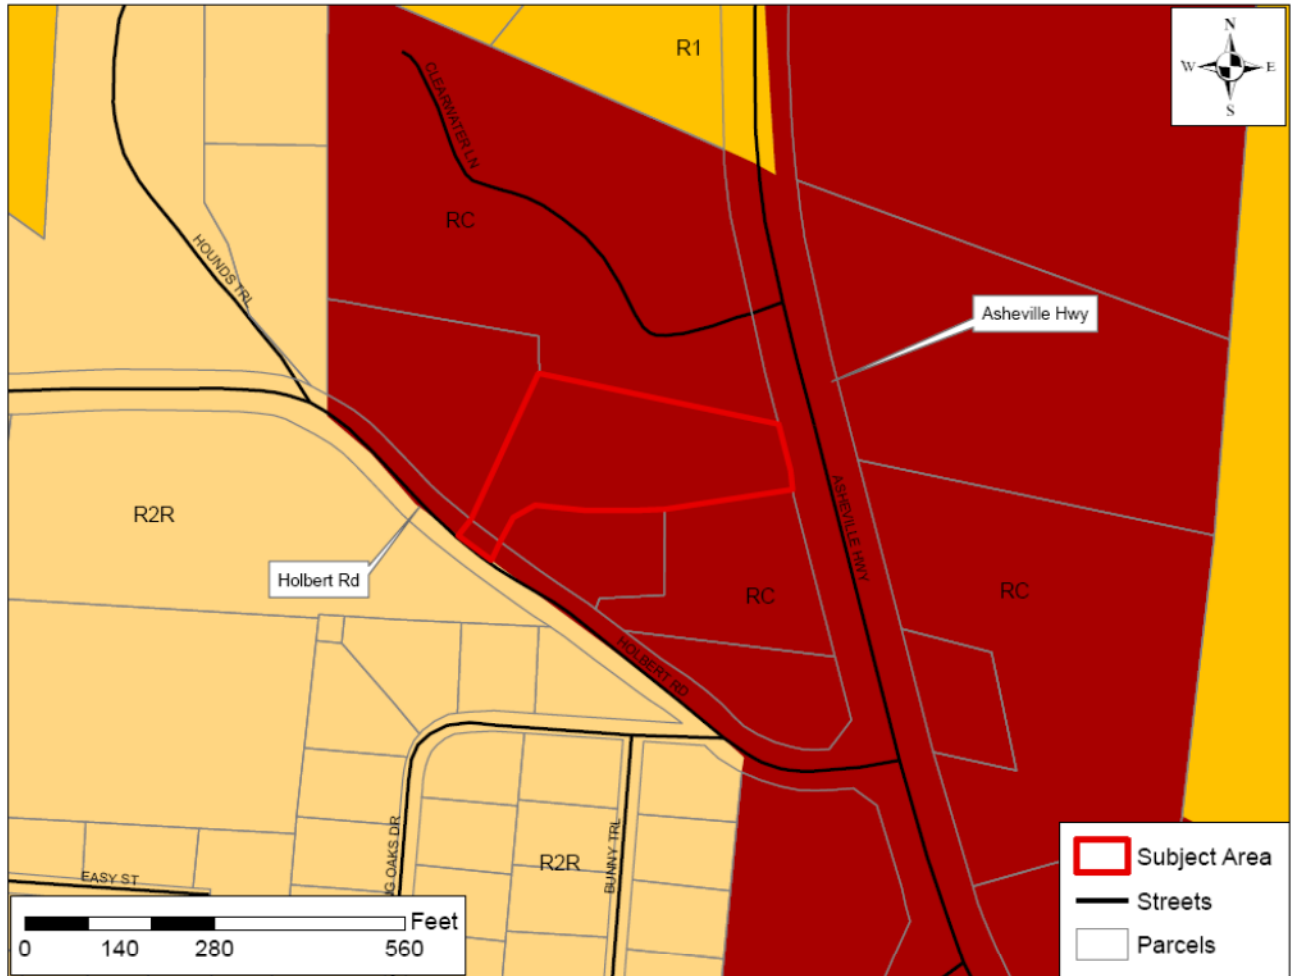 R1
N
W E
S
CLEARWATER LN
RC
HOUNDS TRL
Asheville Hwy
R2R
ASHEVILLE HWY
Holbert Rd
RC
RC
HOLBERT RD
NG OAKS DR
R2R
BUNNY TRL
EASY ST
Subject Area
Streets
Parcels
Feet
0 140 280 560